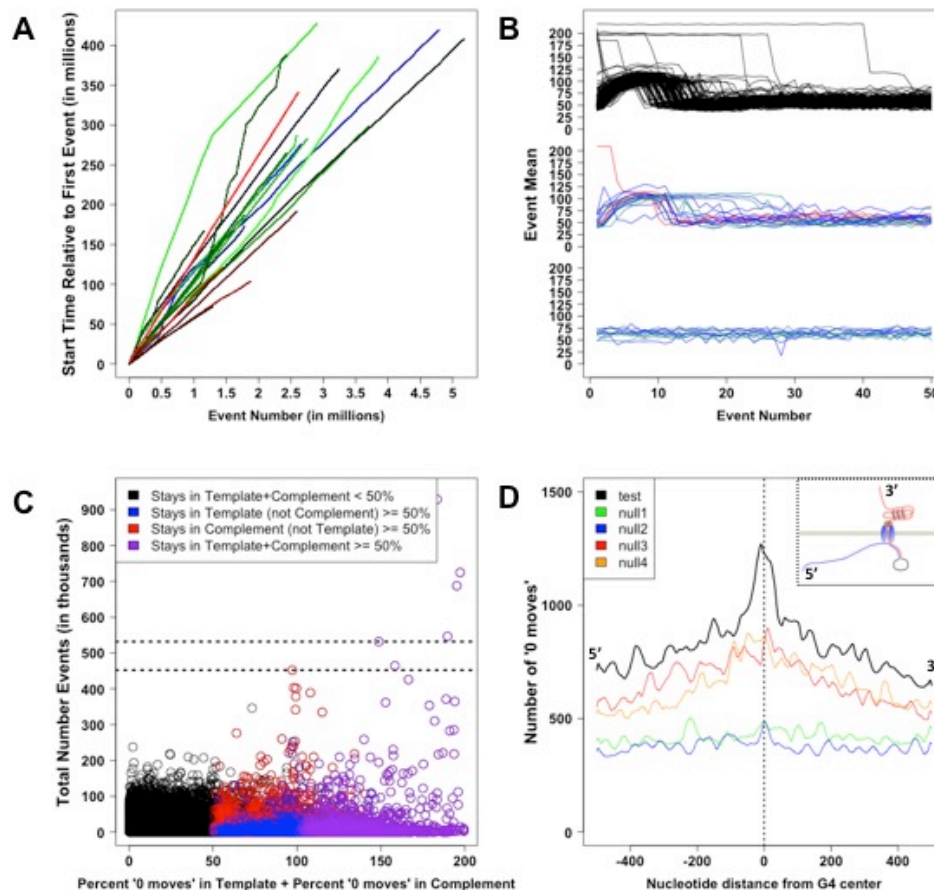 A
Start Time Relative to First Event (in millions)
400
350
300
250
200
150
100
50
0
0 0.5 1 1.5 2 2.5 3 3.5 4 4.5 5
Event Number (in millions)
B
Event Mean
200
175
150
125
100
75
50
25
0
200
175
150
125
100
75
50
25
0
200
175
150
125
100
75
50
25
0
0 10 20 30 40 50
Event Number
C
Total Number Events (in thousands)
Stays in Template+Complement < 50%
Stays in Template (not Complement) >= 50%
Stays in Complement (not Template) >= 50%
Stays in Template+Complement >= 50%
900
800
700
600
500
400
300
200
100
0
0 50 100 150 200
Percent '0 moves' in Template + Percent '0 moves' in Complement
D
Number of '0 moves'
1500
1000
500
0
test
null1
null2
null3
null4
3'
5'
5'
3
-400 -200 0 200 400
Nucleotide distance from G4 center